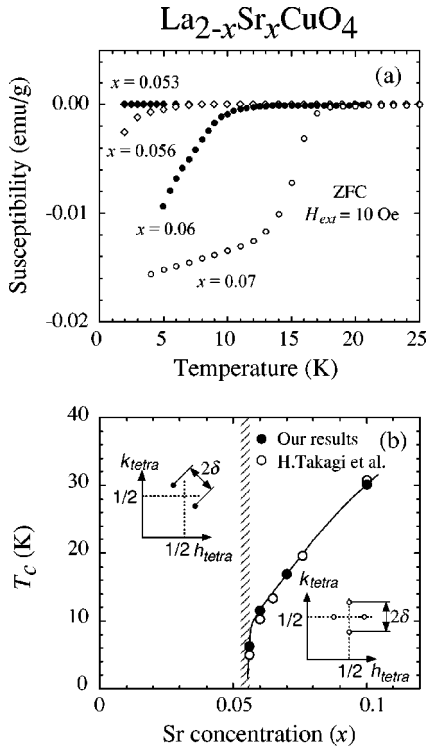 La2-xSrxCuO4
(a)
x = 0.053
x = 0.056
x = 0.06
x = 0.07
ZFC
Hext = 10 Oe
0.00
-0.01
-0.02
Susceptibility (emu/g)
0 5 10 15 20 25
Temperature (K)
(b)
Our results
H.Takagi et al.
ktetra
2δ
1/2
1/2 htetra
ktetra
1/2
2δ
1/2 htetra
40
30
20
10
0
Tc (K)
0 0.05 0.1
Sr concentration (x)